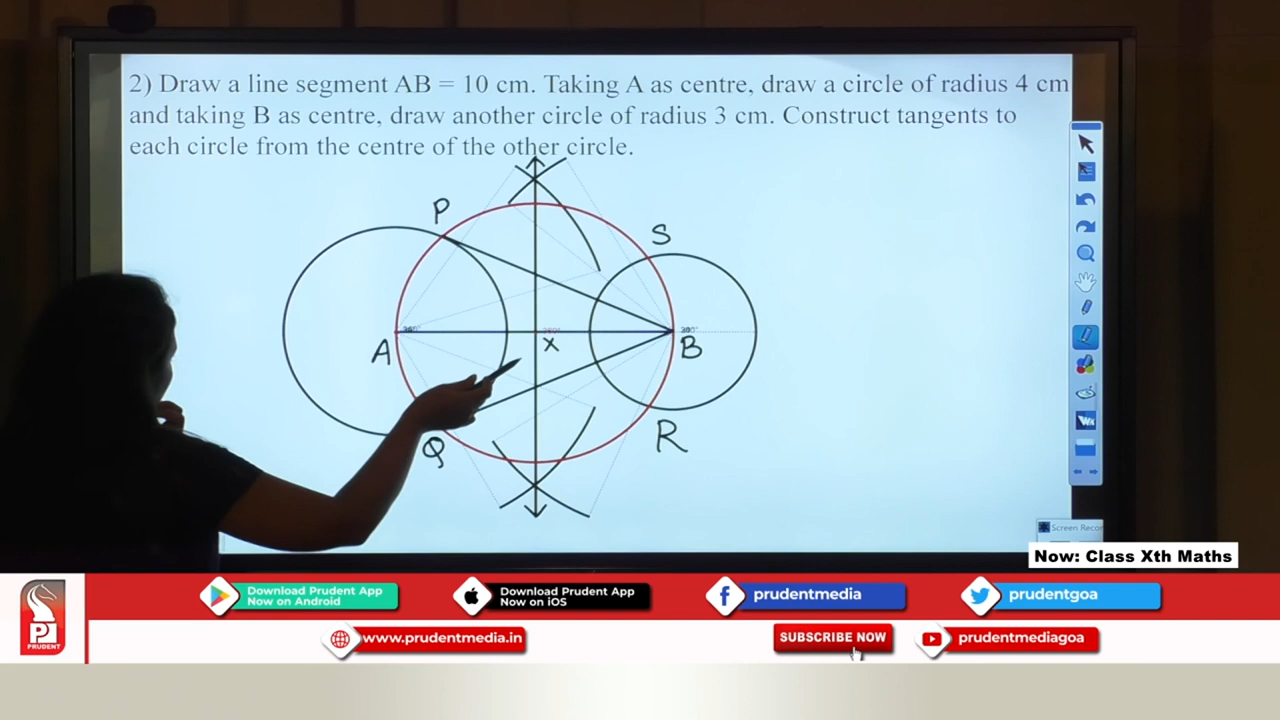 2) Draw a line segment AB = 10 cm. Taking A as centre, draw a circle of radius 4 cm
and taking B as centre, draw another circle of radius 3 cm. Construct tangents to
each circle from the centre of the other circle.
P
S
A
X
B
Q
R
Screen Recor
Now: Class Xth Maths
Download Prudent App
Now on Android
Download Prudent App
Now on iOS
prudentmedia
prudentgoa
PRUDENT
www.prudentmedia.in
SUBSCRIBE NOW
prudentmediagoa